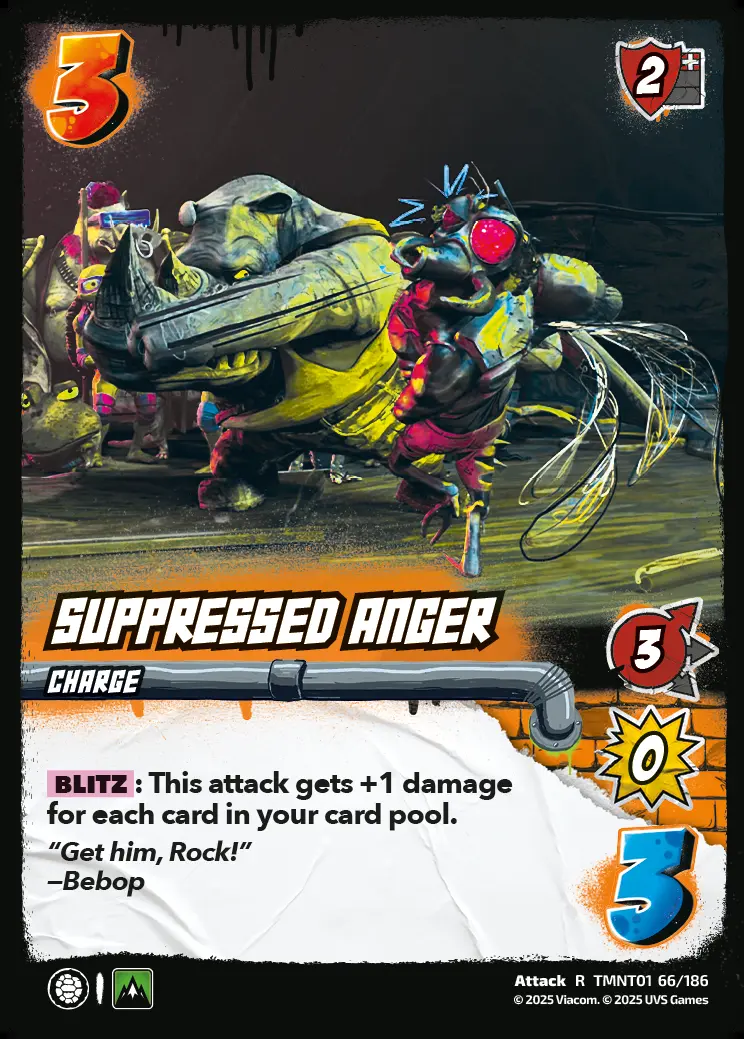 3
2
SUPPRESSED ANGER
3
CHARGE
0
BLITZ : This attack gets +1 damage
for each card in your card pool.
“Get him, Rock!”
–Bebop
3
Attack R TMNT01 66/186
© 2025 Viacom. © 2025 UVS Games